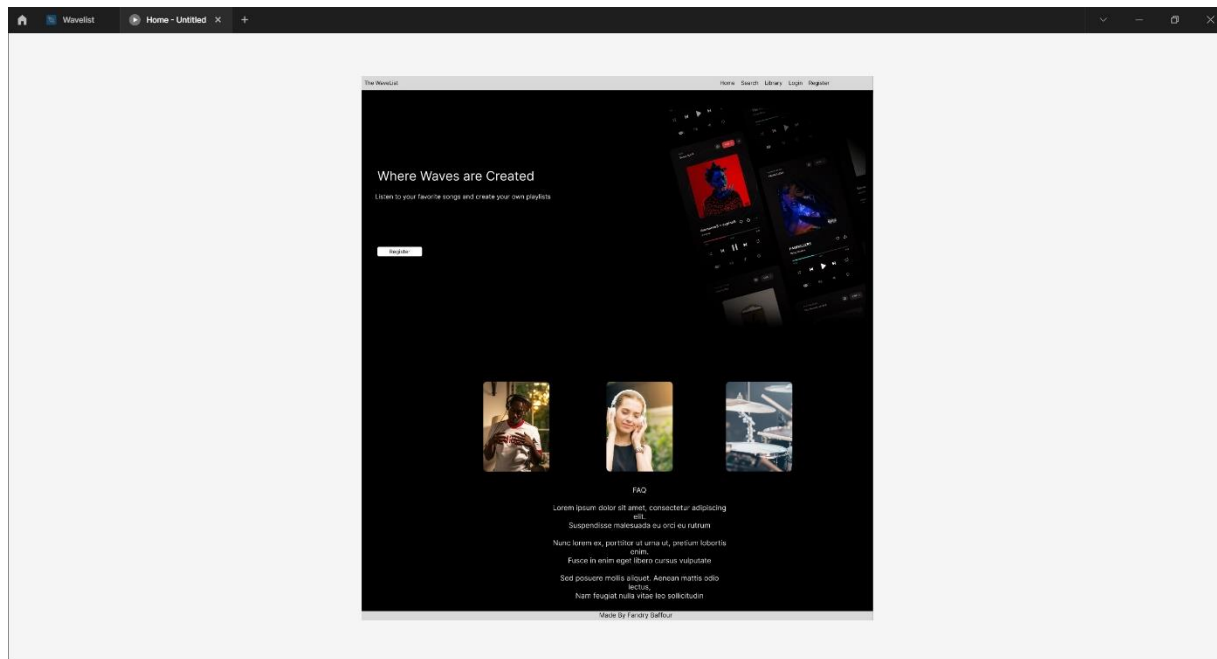 Wavelist
Home - Untitled
The WaveList
Home Search Library Login Register
Where Waves are Created
Listen to your favorite songs and create your own playlists
Register
FAQ
Lorem ipsum dolor sit amet, consectetur adipiscing
elit.
Suspendisse malesuada eu orci eu rutrum
Nunc lorem ex, porttitor ut urna ut, pretium lobortis
enim.
Fusce in enim eget libero cursus vulputate
Sed posuere mollis aliquet. Aenean mattis odio
lectus,
Nam feugiat nulla vitae leo sollicitudin
Made By Fandry Baffour